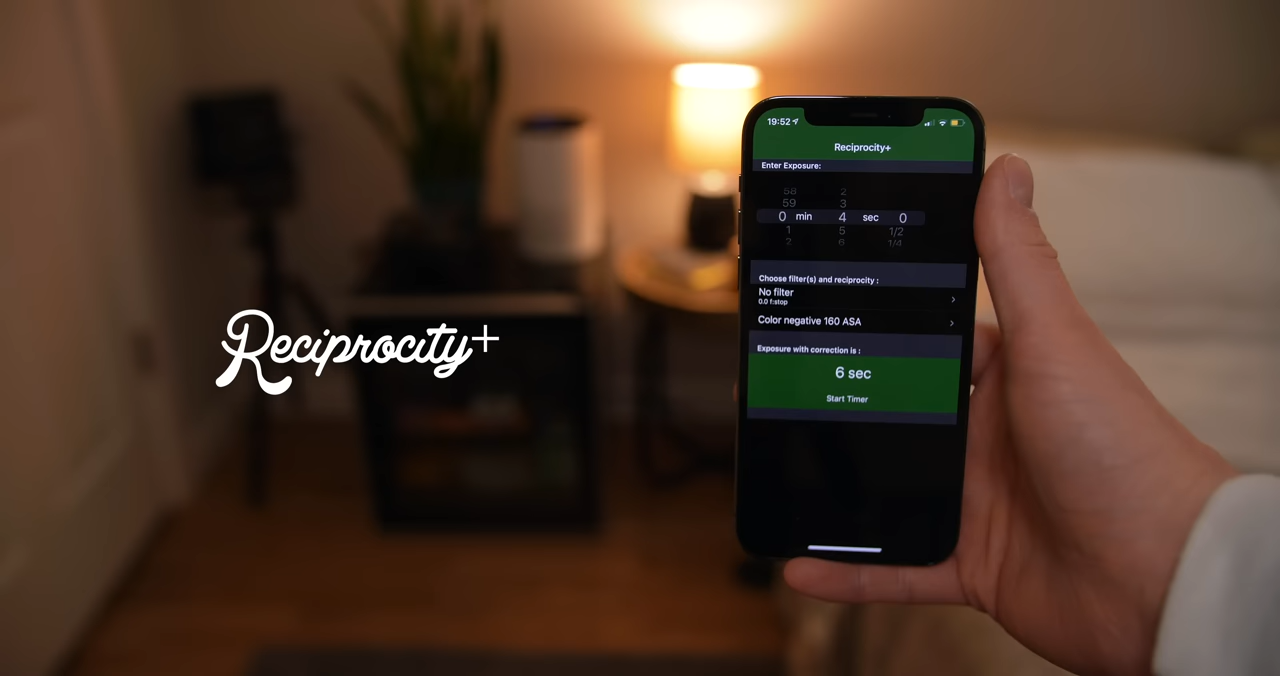 Reciprocity+
19:52
Reciprocity+
Enter Exposure:
58 2
59 3
0 min 4 sec 0
1 5 1/2
2 6 1/4
Choose filter(s) and reciprocity :
No filter
0.0 f:stop
Color negative 160 ASA
Exposure with correction is :
6 sec
Start Timer